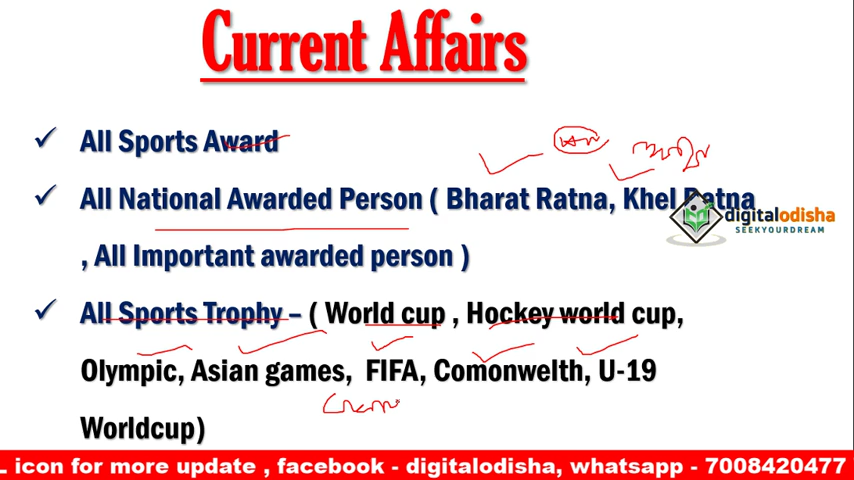 Current Affairs
✓ All Sports Award
✓ All National Awarded Person ( Bharat Ratna, Khel Ratna
, All Important awarded person )
✓ All Sports Trophy – ( World cup , Hockey world cup,
Olympic, Asian games, FIFA, Comonwelth, U-19
Worldcup)
digitalodisha
SEEKYOURDREAM
L icon for more update , facebook - digitalodisha, whatsapp - 7008420477